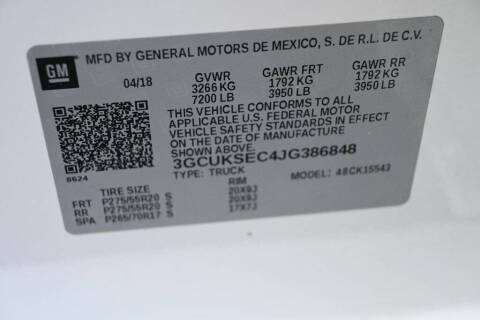 GM
MFD BY GENERAL MOTORS DE MEXICO, S. DE R.L. DE C.V.
04/18 GVWR GAWR FRT GAWR RR
3266 KG 1792 KG 1792 KG
7200 LB 3950 LB 3950 LB
THIS VEHICLE CONFORMS TO ALL
APPLICABLE U.S. FEDERAL MOTOR
VEHICLE SAFETY STANDARDS IN EFFECT
ON THE DATE OF MANUFACTURE SHOWN ABOVE.
3GCUKSEC4JG386848
8624 TYPE: TRUCK MODEL: 48CK15543
TIRE SIZE RIM
FRT P275/55R20 S 20X9J
RR P275/55R20 S 20X9J
SPA P265/70R17 S 17X7J